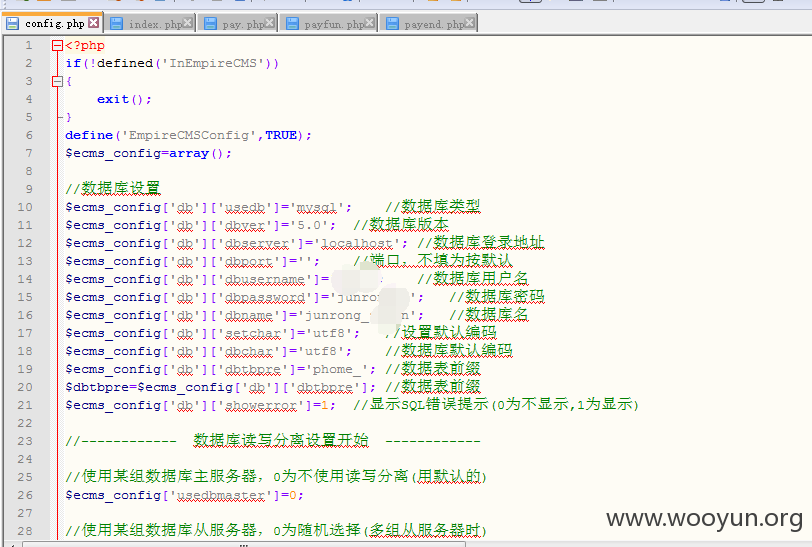 config.php index.php pay.php payfun.php payend.php
1 <?php
2 if(!defined('InEmpireCMS'))
3 {
4 exit();
5 }
6 define('EmpireCMSConfig',TRUE);
7 $ecms_config=array();
8
9 //数据库设置
10 $ecms_config['db']['usedb']='mysql'; //数据库类型
11 $ecms_config['db']['dbver']='5.0'; //数据库版本
12 $ecms_config['db']['dbserver']='localhost'; //数据库登录地址
13 $ecms_config['db']['dbport']=''; //端口，不填为按默认
14 $ecms_config['db']['dbusername']= //数据库用户名
15 $ecms_config['db']['dbpassword']='junro '; //数据库密码
16 $ecms_config['db']['dbname']='junrong_ n'; //数据库名
17 $ecms_config['db']['setchar']='utf8'; //设置默认编码
18 $ecms_config['db']['dbchar']='utf8'; //数据库默认编码
19 $ecms_config['db']['dbtbpre']='phome_'; //数据表前缀
20 $dbtbpre=$ecms_config['db']['dbtbpre']; //数据表前缀
21 $ecms_config['db']['showerror']=1; //显示SQL错误提示(0为不显示,1为显示)
22
23 //----------- 数据库读写分离设置开始 -----------
24
25 //使用某组数据库主服务器，0为不使用读写分离(用默认的)
26 $ecms_config['usedbmaster']=0;
27
28 //使用某组数据库从服务器，0为随机选择(多组从服务器时)
www.wooyun.org